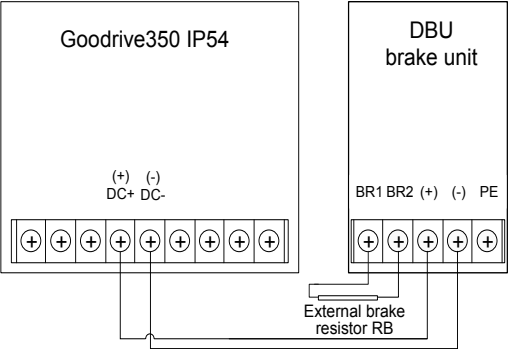 Goodrive350 IP54
DBU
brake unit
(+) (-)
DC+ DC-
BR1 BR2 (+) (-) PE
External brake
resistor RB